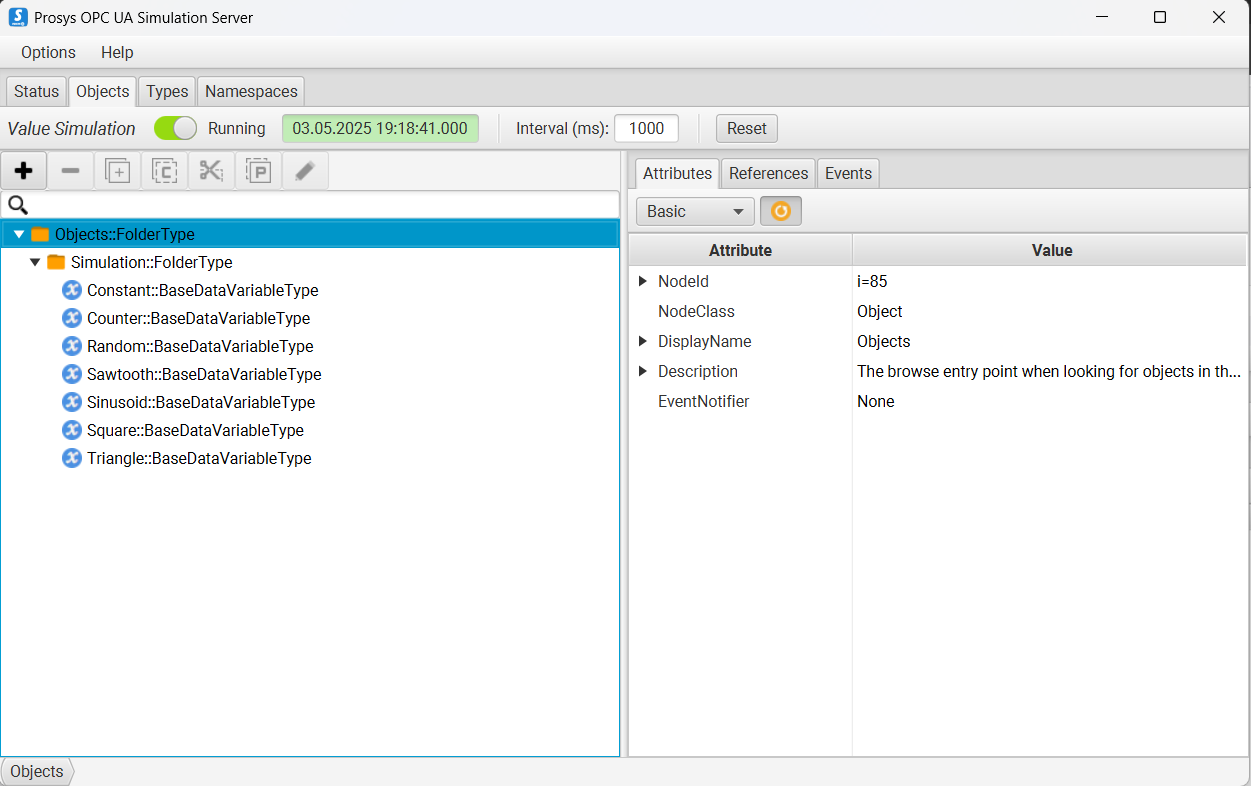 Prosys OPC UA Simulation Server
Options Help
Status Objects Types Namespaces
Value Simulation Running 03.05.2025 19:18:41.000 Interval (ms): 1000 Reset
Attributes References Events
Basic
Objects::FolderType
Simulation::FolderType
Constant::BaseDataVariableType
Counter::BaseDataVariableType
Random::BaseDataVariableType
Sawtooth::BaseDataVariableType
Sinusoid::BaseDataVariableType
Square::BaseDataVariableType
Triangle::BaseDataVariableType
Attribute Value
NodeId i=85
NodeClass Object
DisplayName Objects
Description The browse entry point when looking for objects in th...
EventNotifier None
Objects